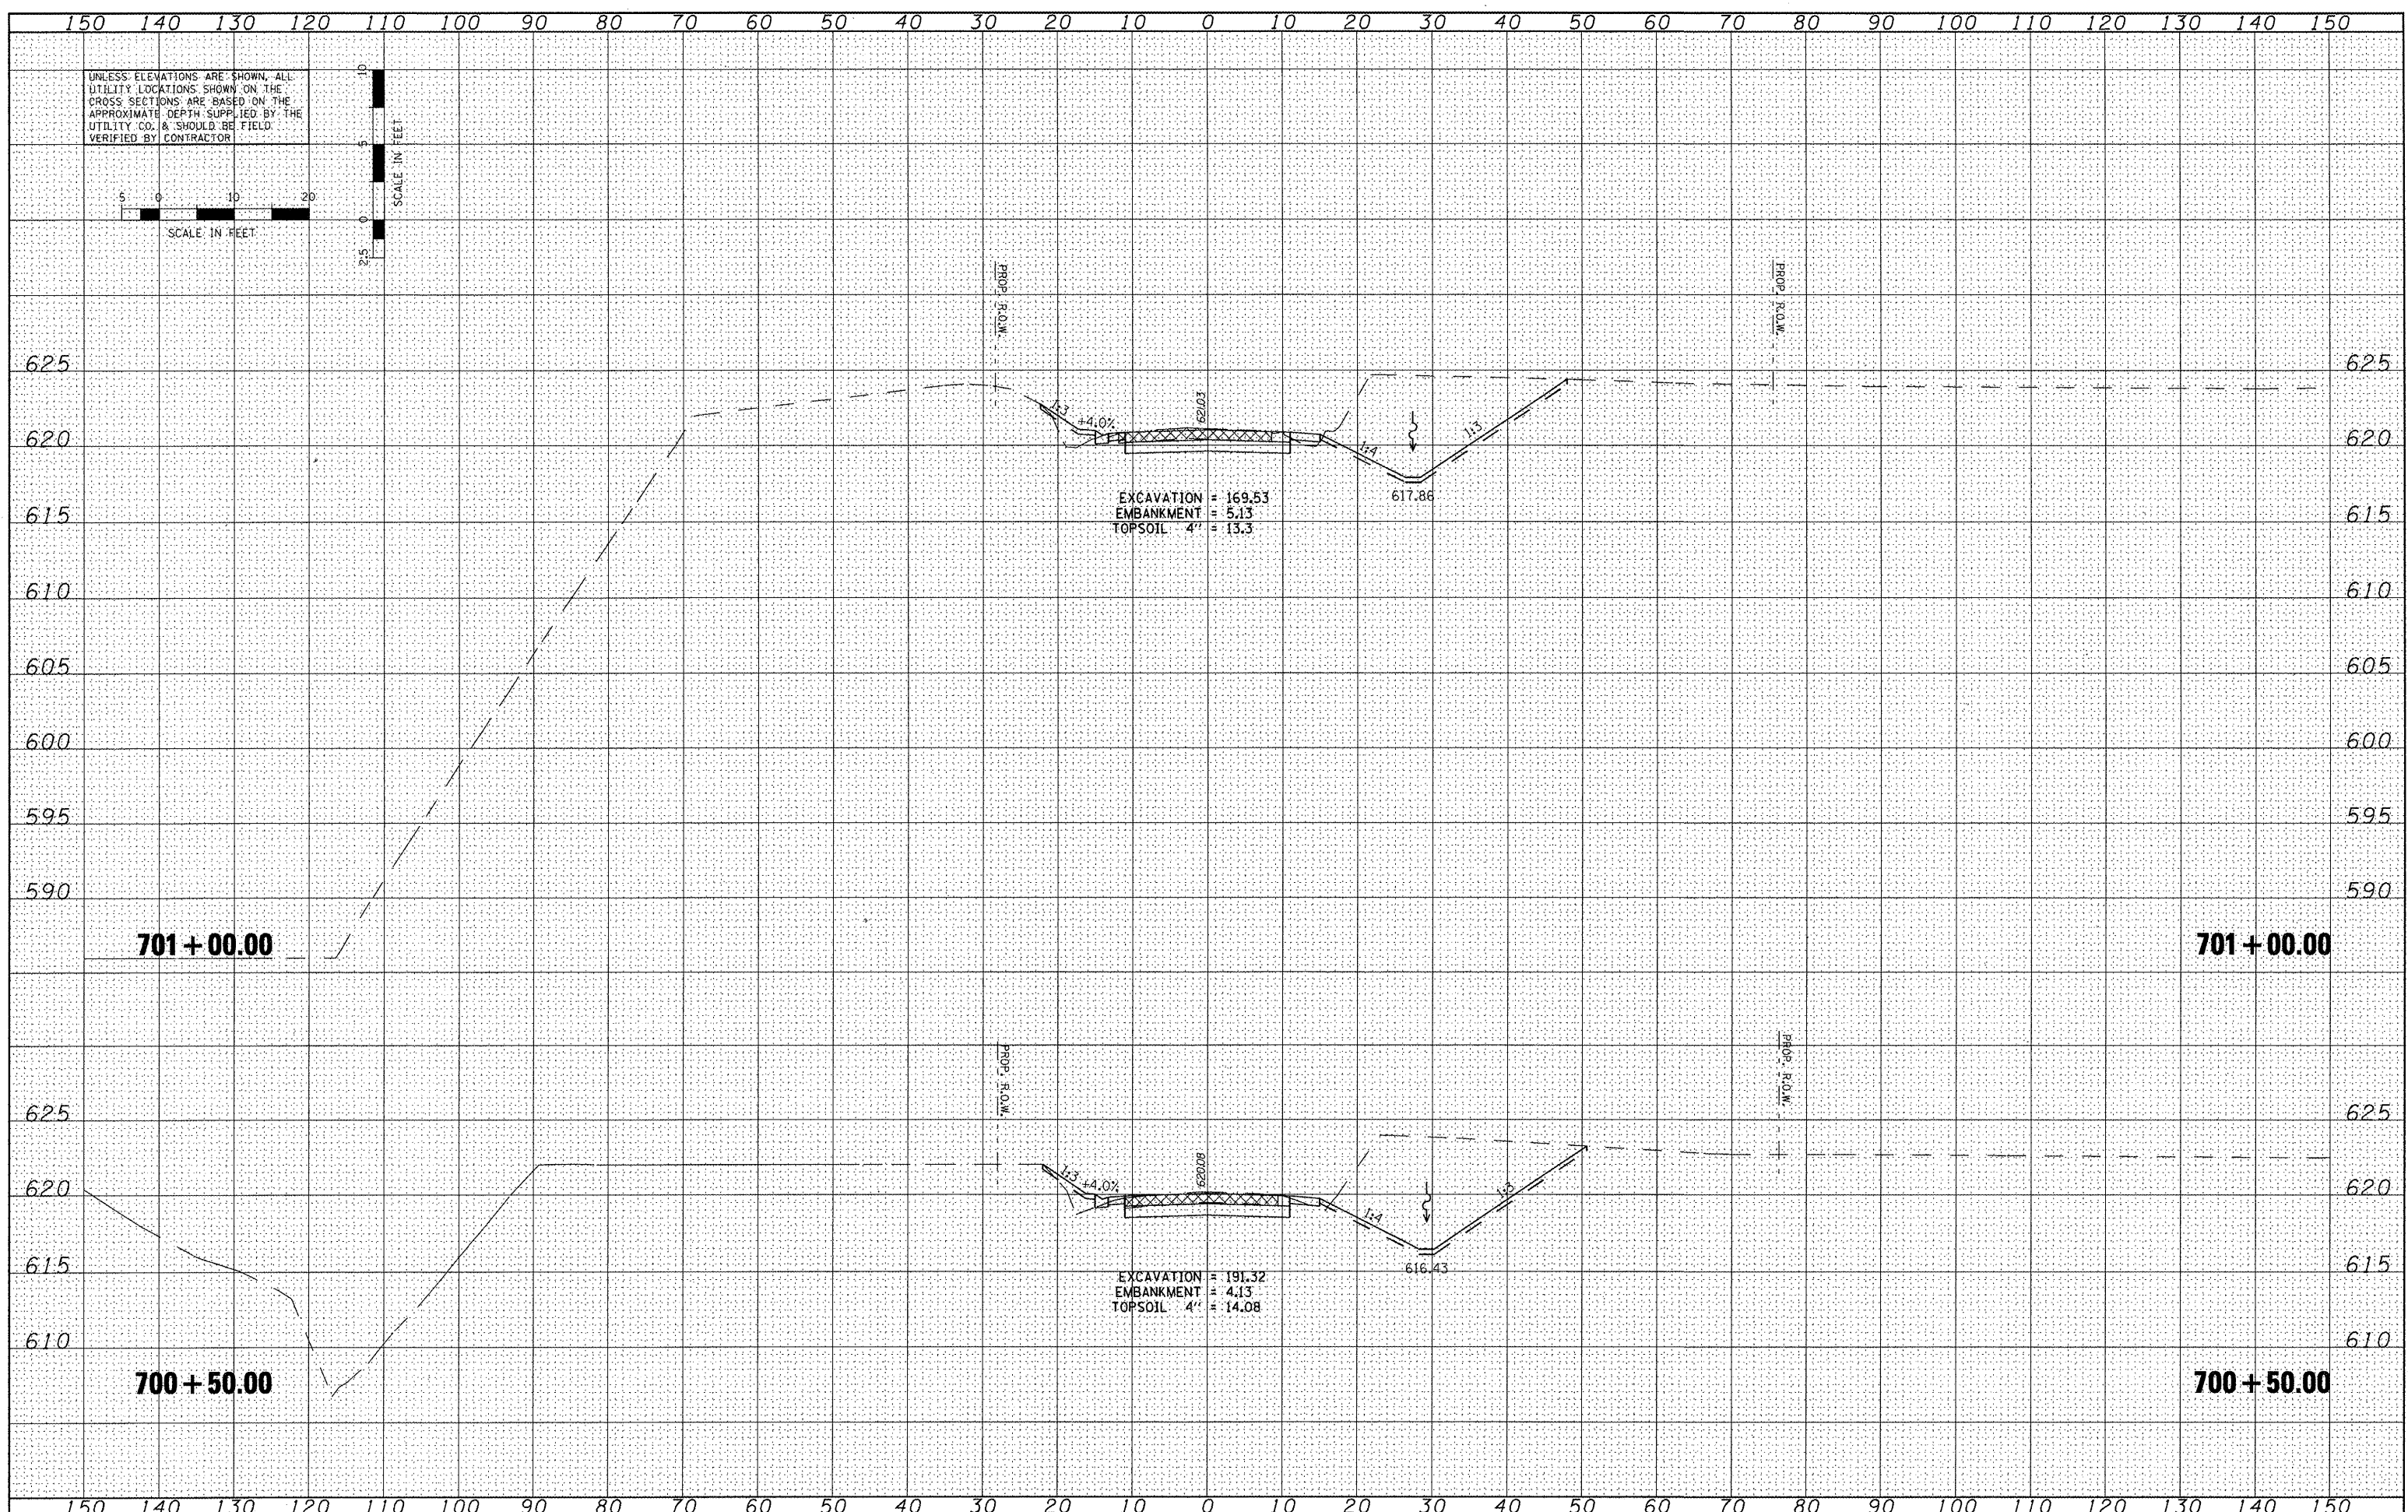 150 140 130 120 110 100 90 80 70 60 50 40 30 20 10 0 10 20 30 40 50 60 70 80 90 100 110 120 130 140 150
UNLESS ELEVATIONS ARE SHOWN, ALL
UTILITY LOCATIONS SHOWN ON THE
CROSS SECTIONS ARE BASED ON THE
APPROXIMATE DEPTH SUPPLIED BY THE
UTILITY CO. & SHOULD BE FIELD
VERIFIED BY CONTRACTOR
10
5
0
2.5
SCALE IN FEET
5 0 10 20
SCALE IN FEET
PROP. R.O.W.
PROP. R.O.W.
625 625
621.03
1:3
+4.0%
1:4
1:3
620 620
617.86
EXCAVATION = 169.53
EMBANKMENT = 5.13
TOPSOIL 4" = 13.3
615 615
610 610
605 605
600 600
595 595
590 590
701+00.00 701+00.00
PROP. R.O.W.
PROP. R.O.W.
625 625
620.08
1:3
+4.0%
1:4
1:3
620 620
616.43
615 615
EXCAVATION = 191.32
EMBANKMENT = 4.13
TOPSOIL 4" = 14.08
610 610
700+50.00 700+50.00
150 140 130 120 110 100 90 80 70 60 50 40 30 20 10 0 10 20 30 40 50 60 70 80 90 100 110 120 130 140 150